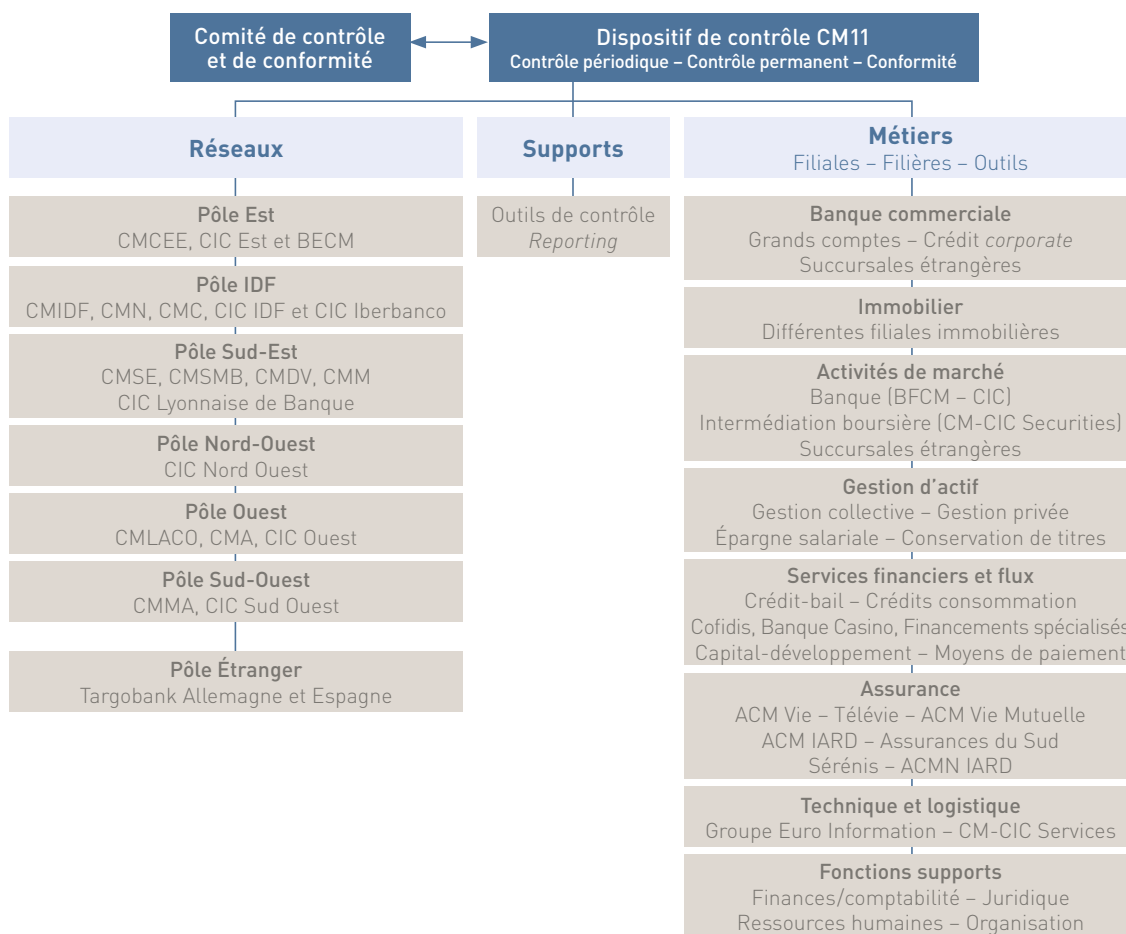 Comité de contrôle
et de conformité
Dispositif de contrôle CM11
Contrôle périodique – Contrôle permanent – Conformité
Réseaux
Pôle Est
CMCEE, CIC Est et BECM
Pôle IDF
CMIDF, CMN, CMC, CIC IDF et CIC Iberbanco
Pôle Sud-Est
CMSE, CMSMB, CMDV, CMM
CIC Lyonnaise de Banque
Pôle Nord-Ouest
CIC Nord Ouest
Pôle Ouest
CMLACO, CMA, CIC Ouest
Pôle Sud-Ouest
CMMA, CIC Sud Ouest
Pôle Étranger
Targobank Allemagne et Espagne
Supports
Outils de contrôle
Reporting
Métiers
Filiales – Filières – Outils
Banque commerciale
Grands comptes – Crédit corporate
Succursales étrangères
Immobilier
Différentes filiales immobilières
Activités de marché
Banque (BFCM – CIC)
Intermédiation boursière (CM-CIC Securities)
Succursales étrangères
Gestion d'actif
Gestion collective – Gestion privée
Épargne salariale – Conservation de titres
Services financiers et flux
Crédit-bail – Crédits consommation
Cofidis, Banque Casino, Financements spécialisés
Capital-développement – Moyens de paiement
Assurance
ACM Vie – Télévie – ACM Vie Mutuelle
ACM IARD – Assurances du Sud
Sérénis – ACMN IARD
Technique et logistique
Groupe Euro Information – CM-CIC Services
Fonctions supports
Finances/comptabilité – Juridique
Ressources humaines – Organisation